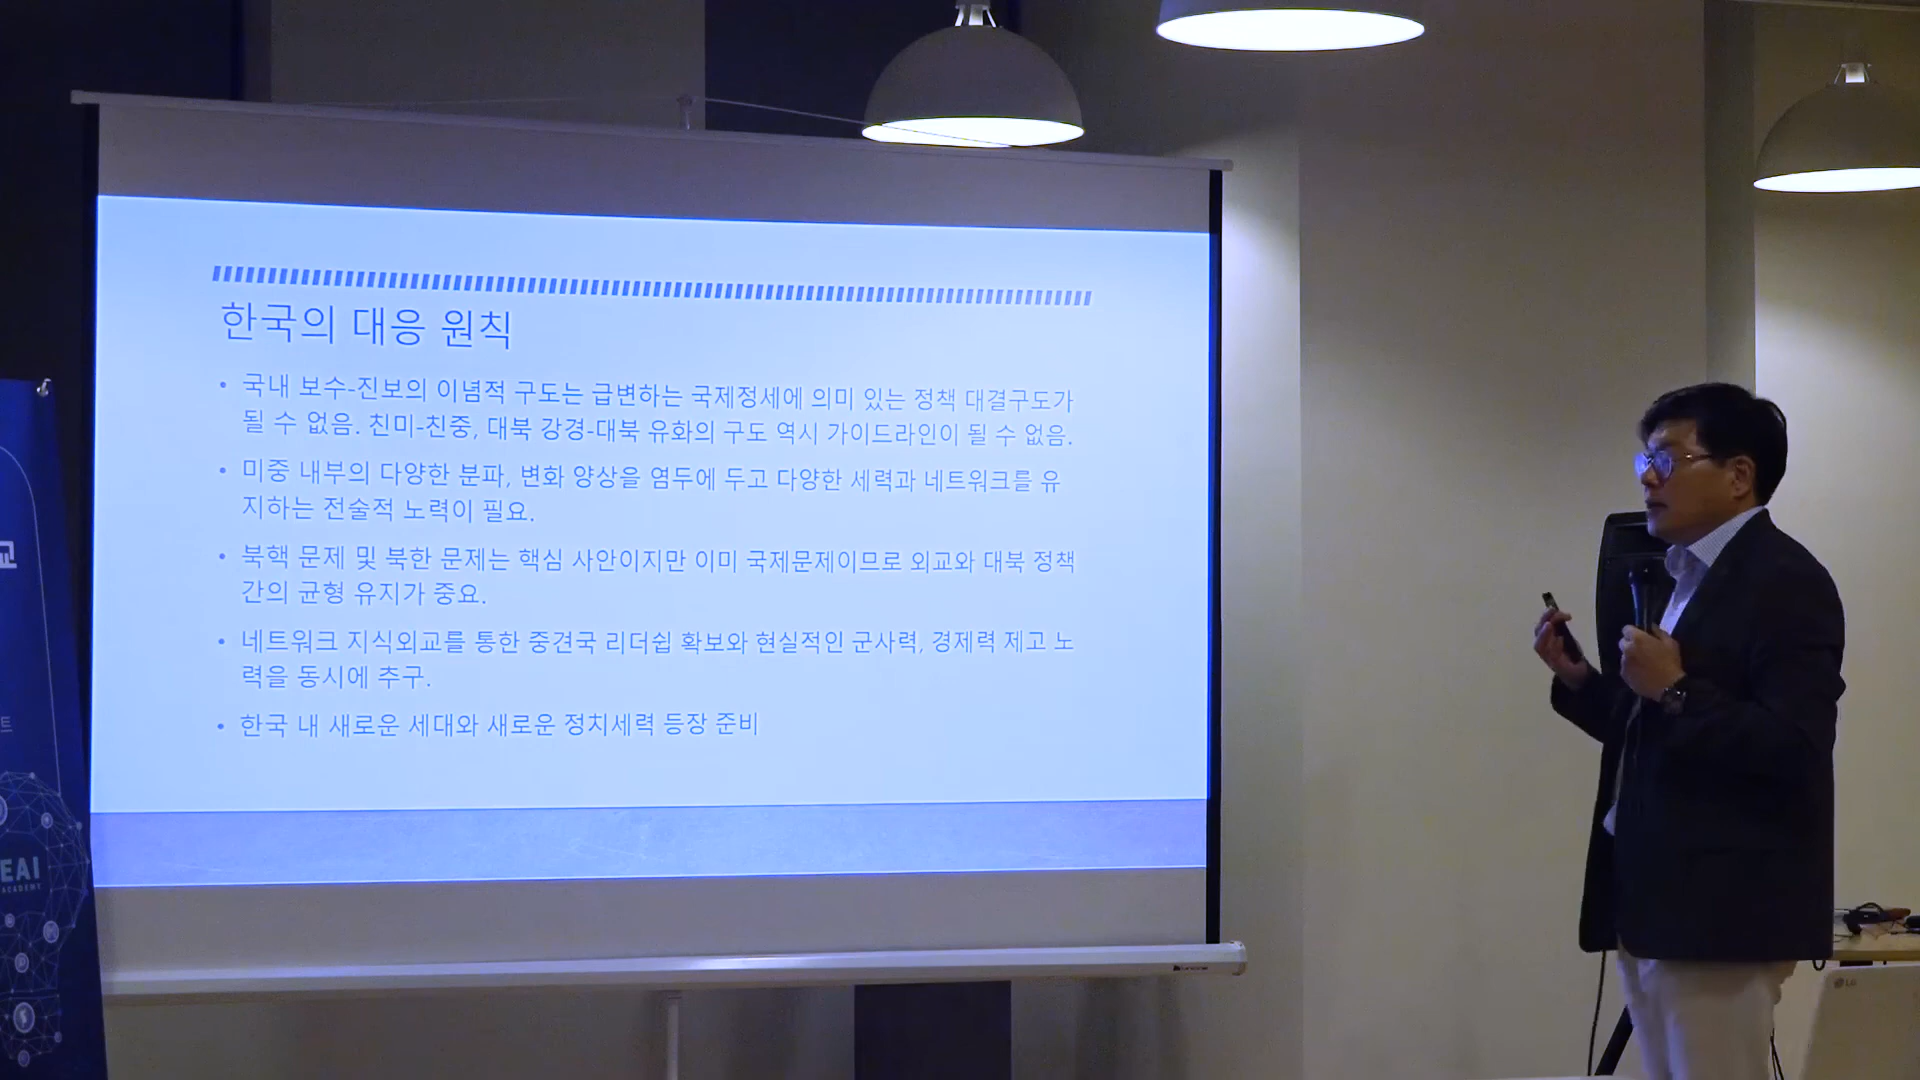 한국의 대응 원칙
• 국내 보수-진보의 이념적 구도는 급변하는 국제정세에 의미 있는 정책 대결구도가
될 수 없음. 친미-친중, 대북 강경-대북 유화의 구도 역시 가이드라인이 될 수 없음.
• 미중 내부의 다양한 분파, 변화 양상을 염두에 두고 다양한 세력과 네트워크를 유
지하는 전술적 노력이 필요.
• 북핵 문제 및 북한 문제는 핵심 사안이지만 이미 국제문제이므로 외교와 대북 정책
간의 균형 유지가 중요.
• 네트워크 지식외교를 통한 중견국 리더쉽 확보와 현실적인 군사력, 경제력 제고 노
력을 동시에 추구.
• 한국 내 새로운 세대와 새로운 정치세력 등장 준비
교
트
EAI
ACADEMY
LG